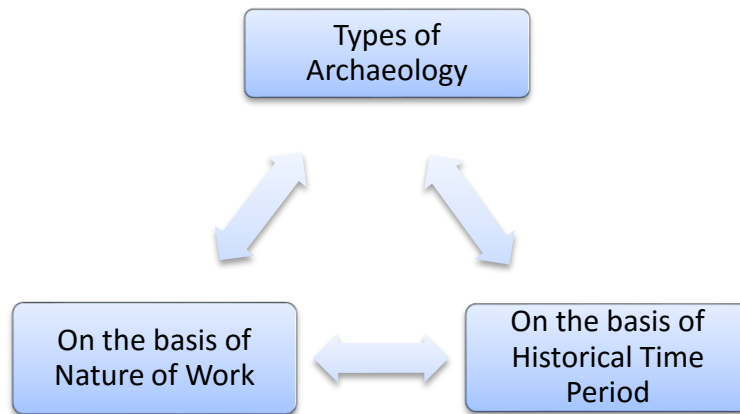 Types of
Archaeology
On the basis of
Nature of Work
On the basis of
Historical Time
Period